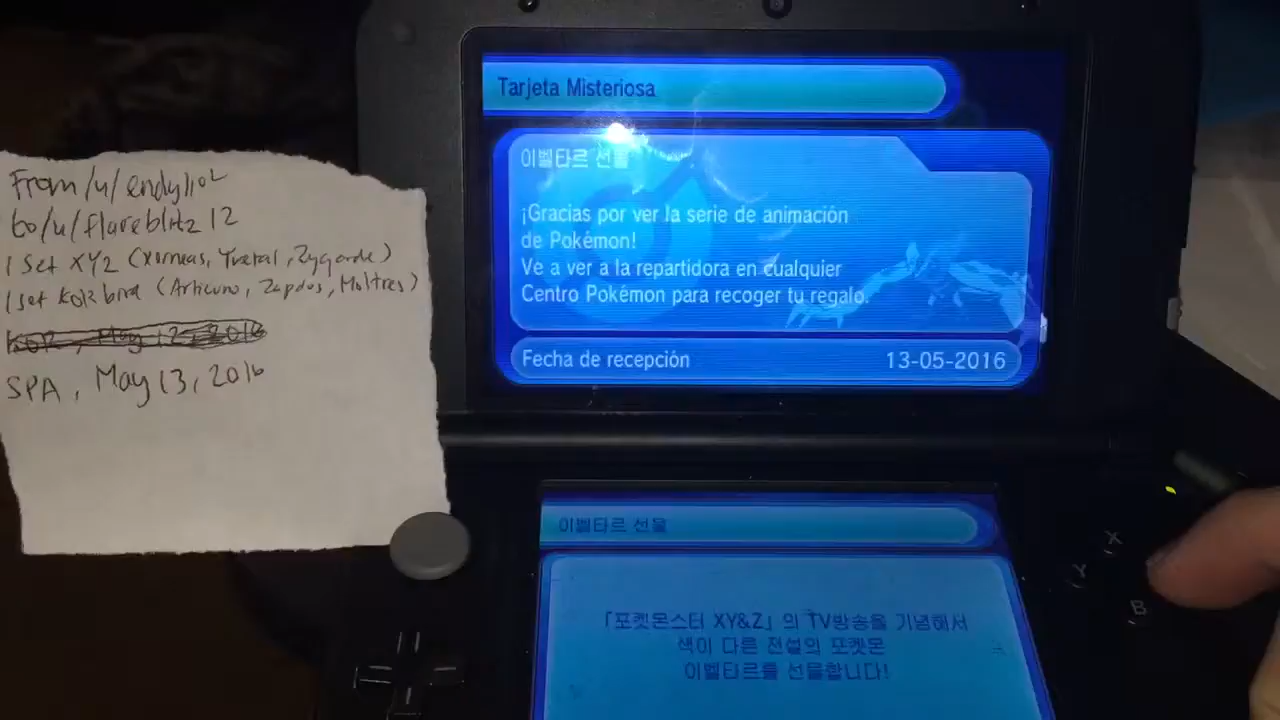 From /u/endy1102
to /u/flareblitz12
1 set XYZ (Xerneas, Yvetal, Zygarde)
1 set KOR bird (Articuno, Zapdos, Moltres)
KOR, May 12, 2016
SPA, May 13, 2016
Tarjeta Misteriosa
이벨타르 선물
¡Gracias por ver la serie de animación
de Pokémon!
Ve a ver a la repartidora en cualquier
Centro Pokémon para recoger tu regalo.
Fecha de recepción 13-05-2016
이벨타르 선물
「포켓몬스터 XY&Z」의 TV방송을 기념해서
색이 다른 전설의 포켓몬
이벨타르를 선물합니다!
X
Y
B